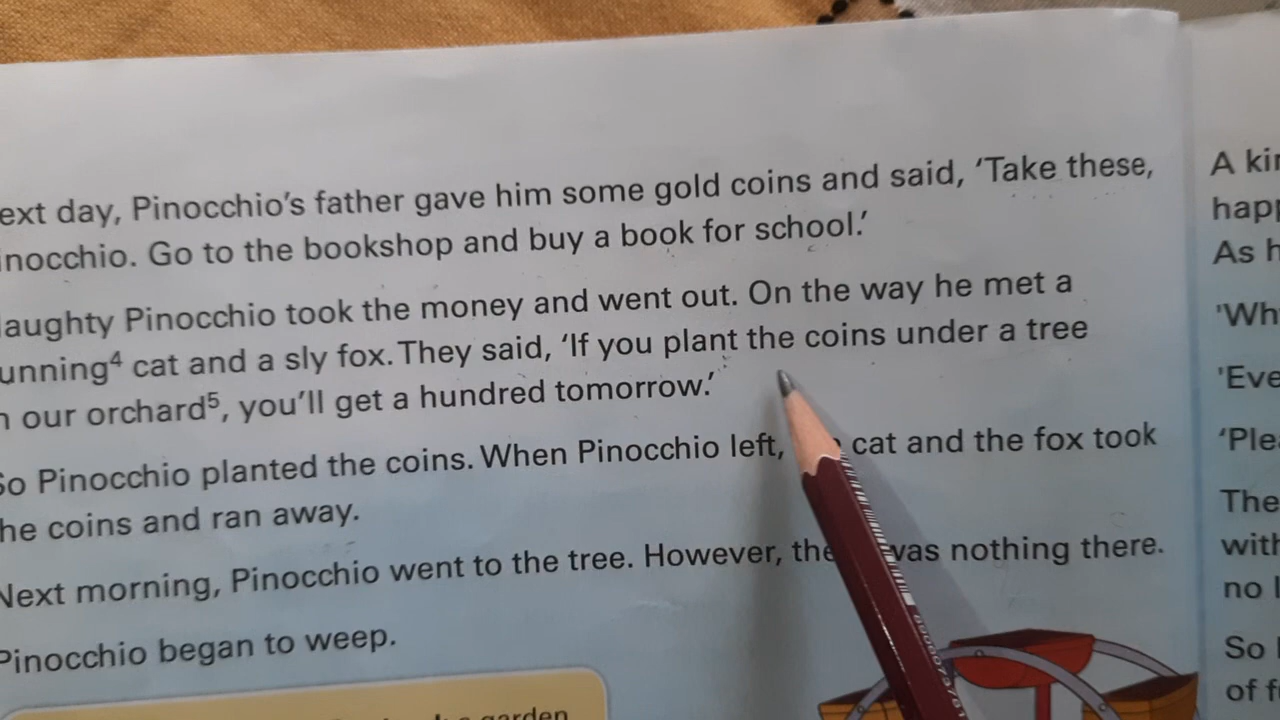 ext day, Pinocchio's father gave him some gold coins and said, 'Take these,
inocchio. Go to the bookshop and buy a book for school.'
aughty Pinocchio took the money and went out. On the way he met a
unning⁴ cat and a sly fox. They said, 'If you plant the coins under a tree
n our orchard⁵, you'll get a hundred tomorrow.'
So Pinocchio planted the coins. When Pinocchio left, cat and the fox took
he coins and ran away.
Next morning, Pinocchio went to the tree. However, the was nothing there.
Pinocchio began to weep.
garden
A kin
happ
As h
'Wh
'Eve
'Plea
The
with
no l
So
of f